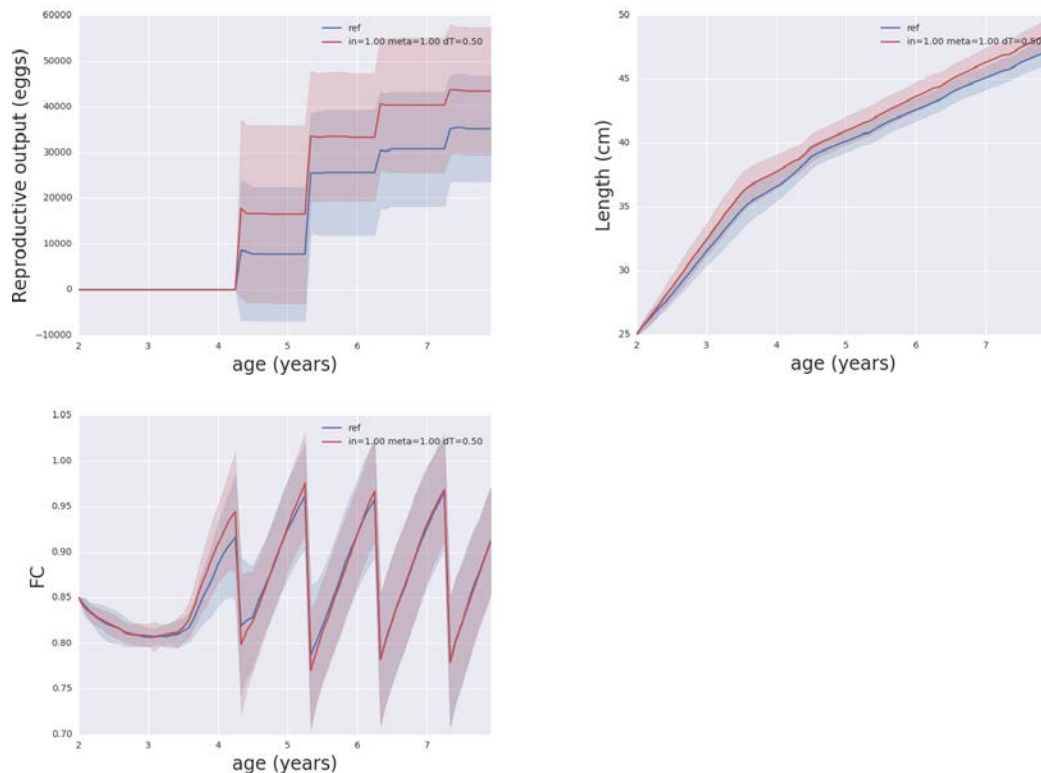 Reproductive output (eggs)
60000
50000
40000
30000
20000
10000
0
−10000
ref
in=1.00 meta=1.00 dT=0.50
2 3 4 5 6 7
age (years)
Length (cm)
50
45
40
35
30
25
ref
in=1.00 meta=1.00 dT=0.50
2 3 4 5 6 7
age (years)
FC
1.05
1.00
0.95
0.90
0.85
0.80
0.75
0.70
ref
in=1.00 meta=1.00 dT=0.50
2 3 4 5 6 7
age (years)